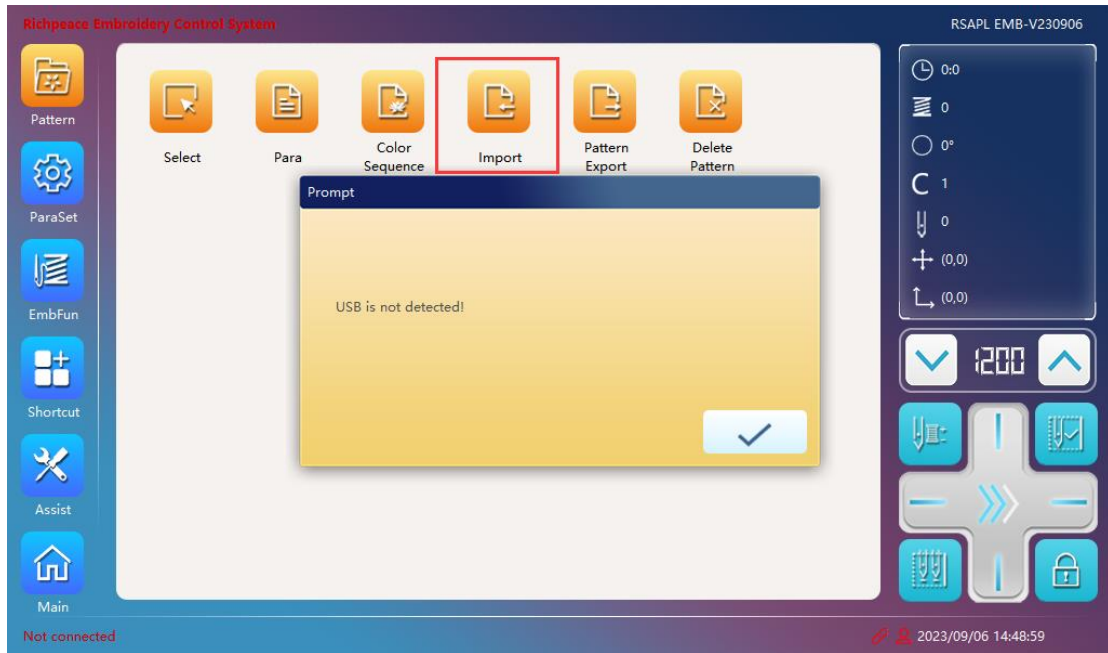 Richpeace Embroidery Control System
RSAPL EMB-V230906
Pattern
ParaSet
EmbFun
Shortcut
Assist
Main
Select
Para
Color
Sequence
Import
Pattern
Export
Delete
Pattern
Prompt
USB is not detected!
0:0
0
0°
C 1
0
(0,0)
(0,0)
1200
Not connected
2023/09/06 14:48:59